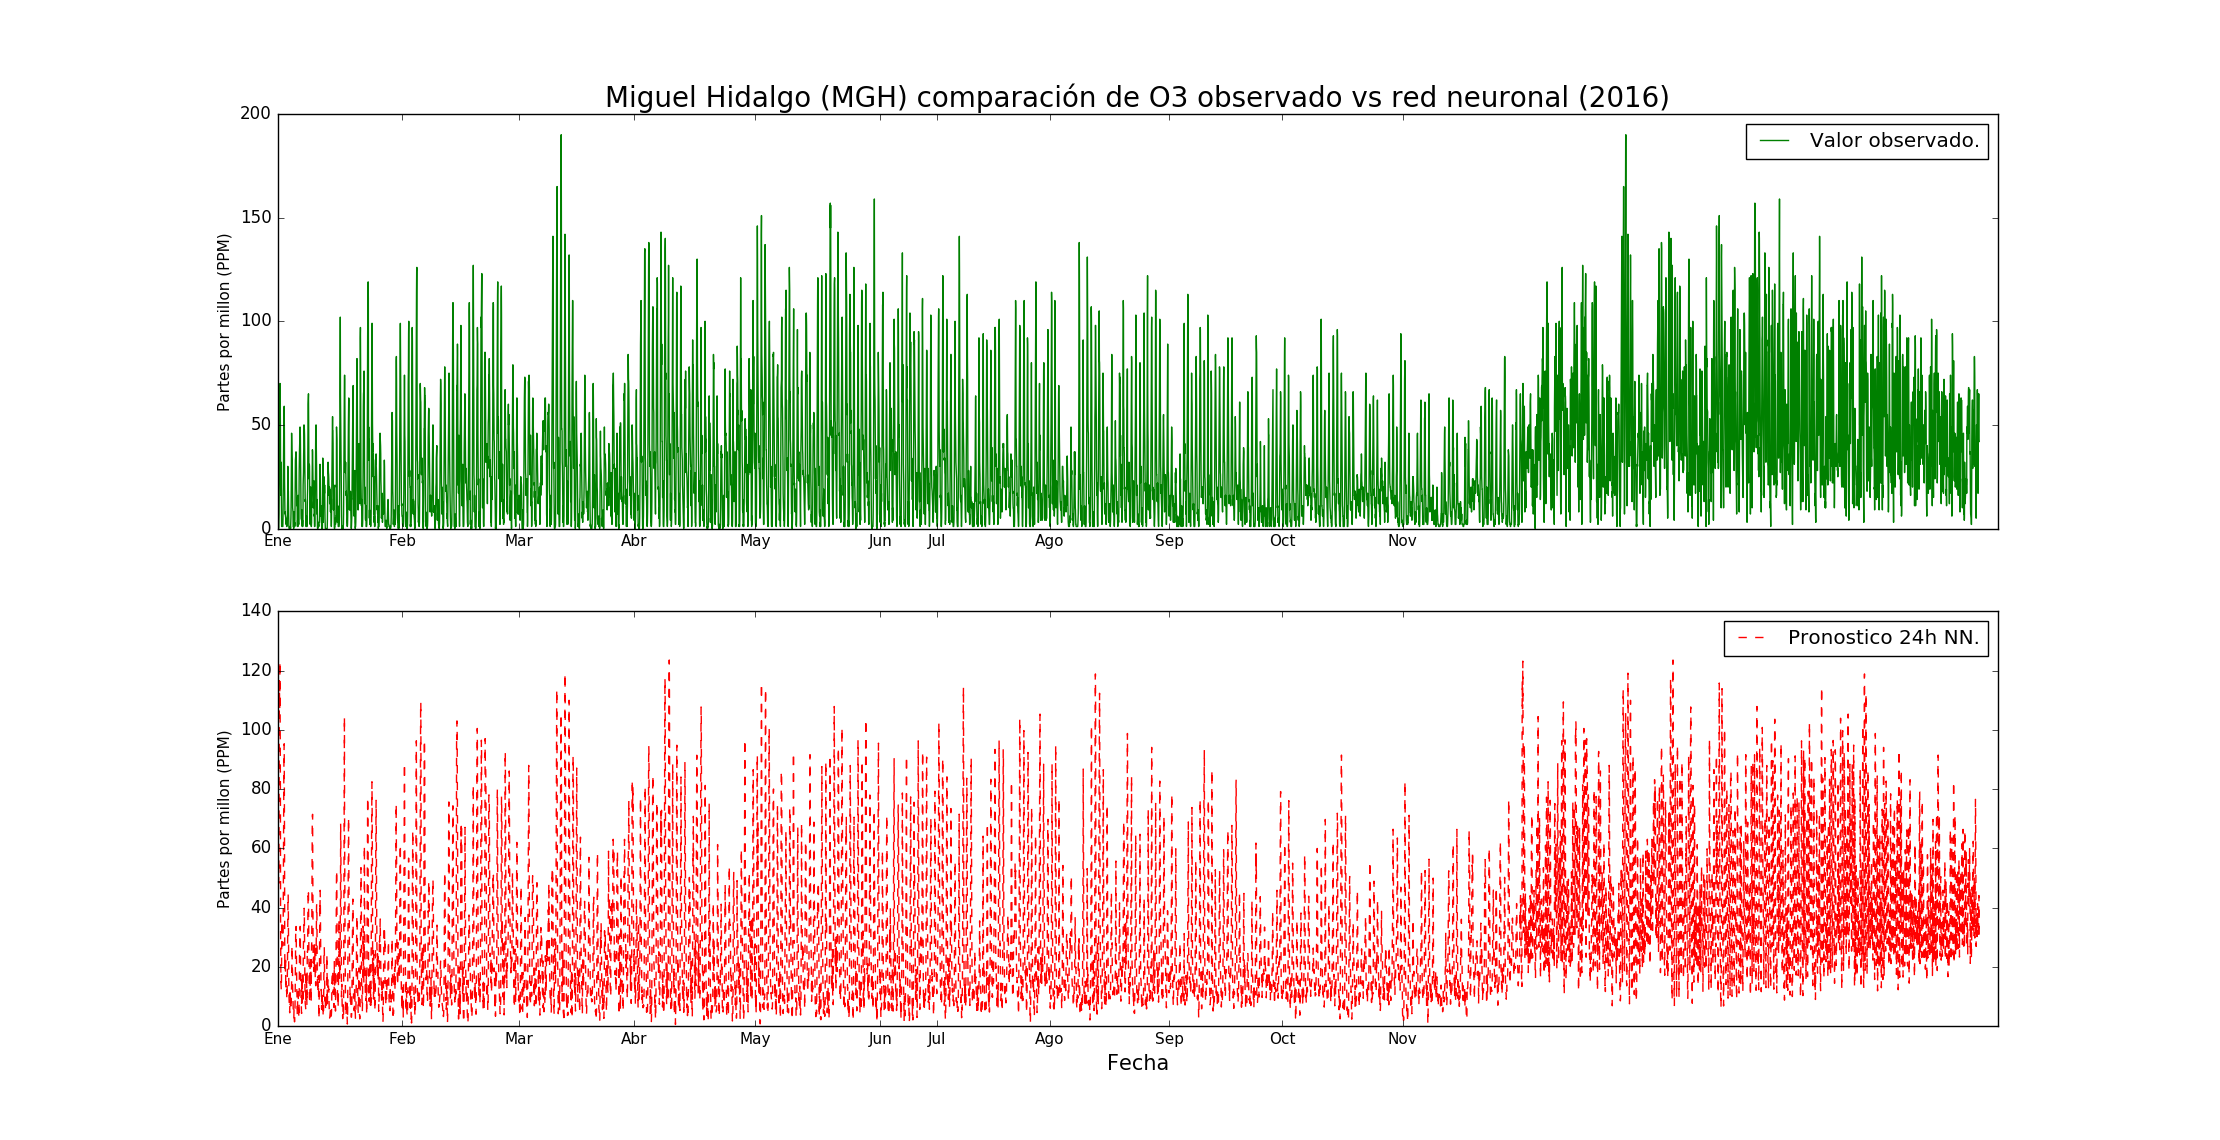 Miguel Hidalgo (MGH) comparación de O3 observado vs red neuronal (2016)
200
150
100
50
0
Partes por millon (PPM)
Valor observado.
Ene Feb Mar Abr May Jun Jul Ago Sep Oct Nov
140
120
100
80
60
40
20
0
Partes por millon (PPM)
Pronostico 24h NN.
Ene Feb Mar Abr May Jun Jul Ago Sep Oct Nov
Fecha